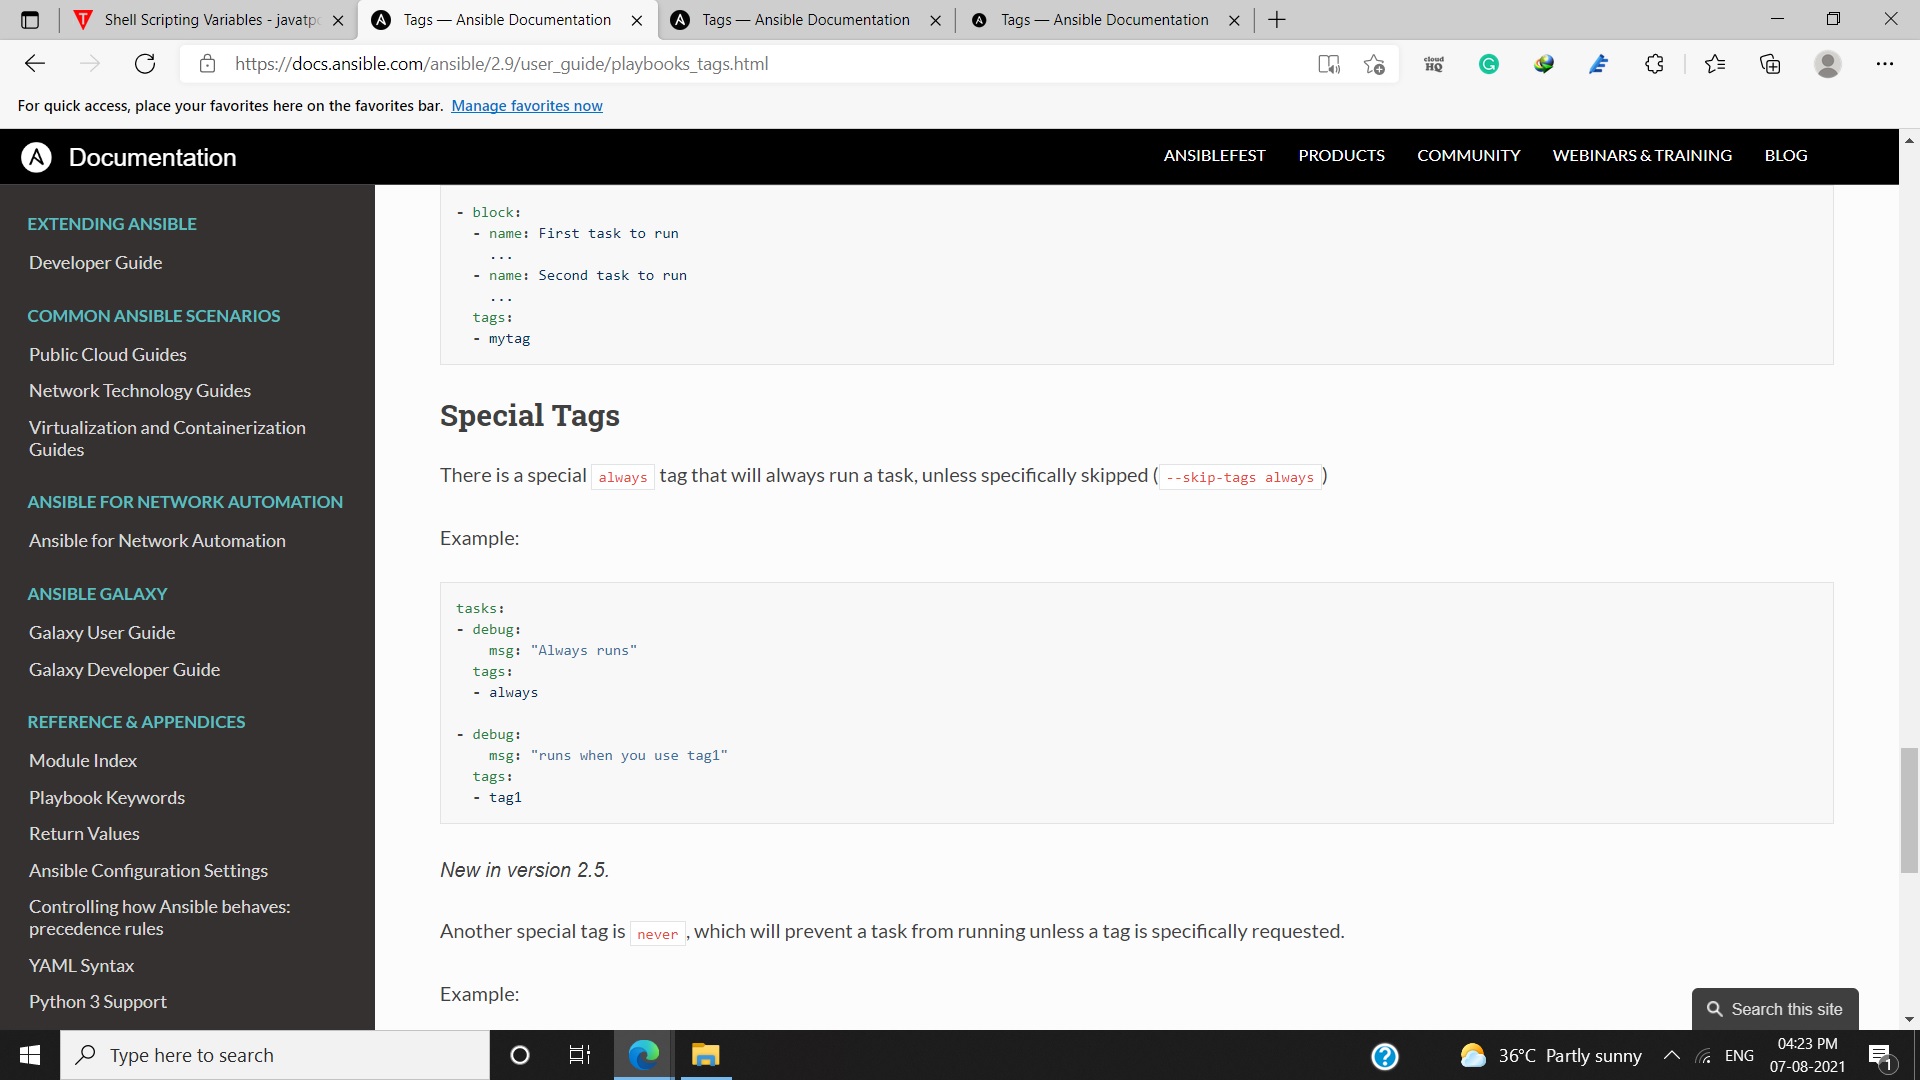 Shell Scripting Variables - javatp
Tags — Ansible Documentation
Tags — Ansible Documentation
Tags — Ansible Documentation
https://docs.ansible.com/ansible/2.9/user_guide/playbooks_tags.html
cloud
HQ
For quick access, place your favorites here on the favorites bar. Manage favorites now
Documentation
ANSIBLEFEST PRODUCTS COMMUNITY WEBINARS & TRAINING BLOG
EXTENDING ANSIBLE
Developer Guide
COMMON ANSIBLE SCENARIOS
Public Cloud Guides
Network Technology Guides
Virtualization and Containerization
Guides
ANSIBLE FOR NETWORK AUTOMATION
Ansible for Network Automation
ANSIBLE GALAXY
Galaxy User Guide
Galaxy Developer Guide
REFERENCE & APPENDICES
Module Index
Playbook Keywords
Return Values
Ansible Configuration Settings
Controlling how Ansible behaves:
precedence rules
YAML Syntax
Python 3 Support
- block:
- name: First task to run
...
- name: Second task to run
...
tags:
- mytag
Special Tags
There is a special always tag that will always run a task, unless specifically skipped ( --skip-tags always )
Example:
tasks:
- debug:
msg: "Always runs"
tags:
- always
- debug:
msg: "runs when you use tag1"
tags:
- tag1
New in version 2.5.
Another special tag is never , which will prevent a task from running unless a tag is specifically requested.
Example:
Search this site
Type here to search
36°C Partly sunny
ENG
04:23 PM
07-08-2021
1